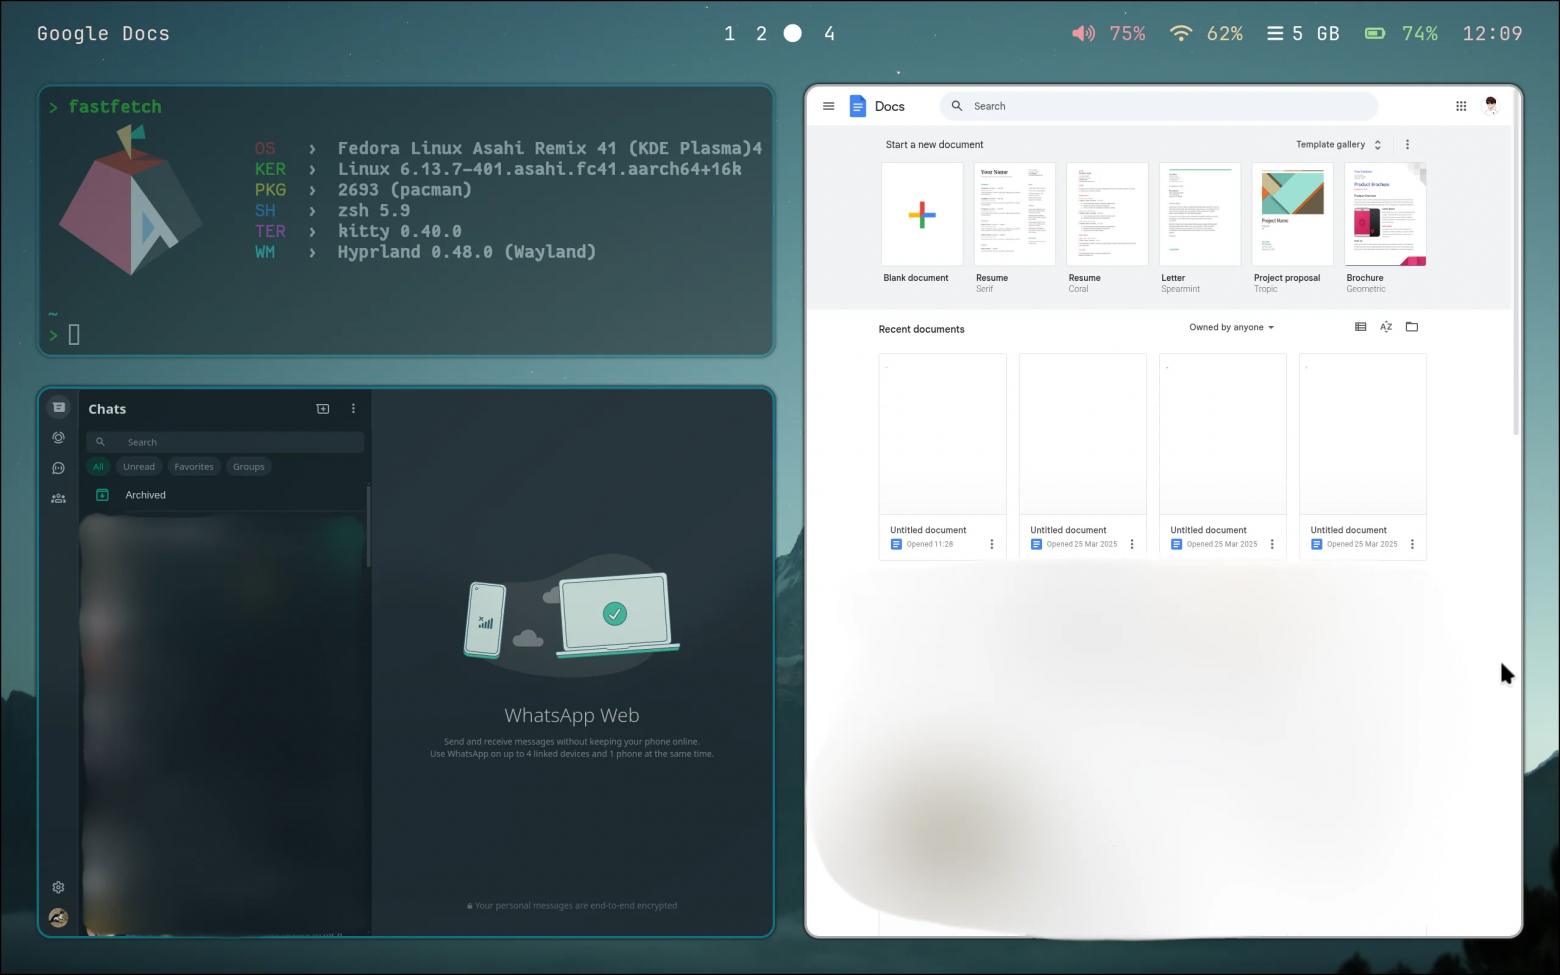 Google Docs
1 2 4
75% 62% 5 GB 74% 12:09
> fastfetch
OS › Fedora Linux Asahi Remix 41 (KDE Plasma)4
KER › Linux 6.13.7-401.asahi.fc41.aarch64+16k
PKG › 2693 (pacman)
SH › zsh 5.9
TER › kitty 0.40.0
WM › Hyprland 0.48.0 (Wayland)
~
>
Chats
Search
All Unread Favorites Groups
Archived
WhatsApp Web
Send and receive messages without keeping your phone online.
Use WhatsApp on up to 4 linked devices and 1 phone at the same time.
Your personal messages are end-to-end encrypted
Docs
Search
Start a new document
Template gallery
Your Name
Project Name
Product Brochure
Blank document
Resume
Serif
Resume
Coral
Letter
Spearmint
Project proposal
Tropic
Brochure
Geometric
Recent documents
Owned by anyone
AZ
Untitled document
Opened 11:28
Untitled document
Opened 25 Mar 2025
Untitled document
Opened 25 Mar 2025
Untitled document
Opened 25 Mar 2025